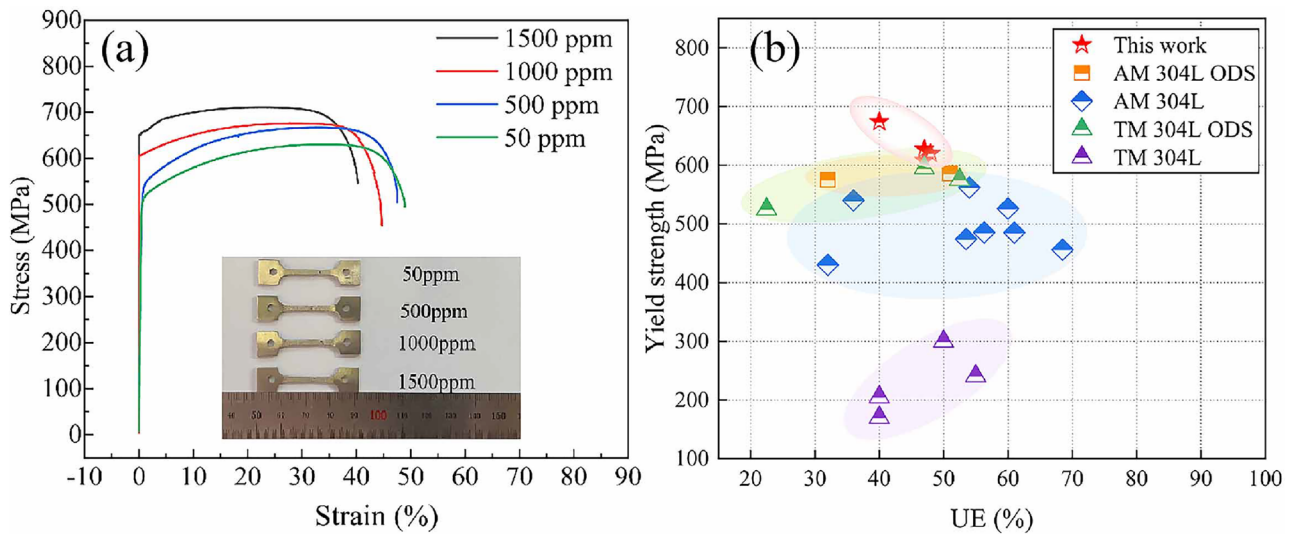 (a)
1500 ppm
1000 ppm
500 ppm
50 ppm
900
800
700
600
500
400
300
200
100
0
Stress (MPa)
50ppm
500ppm
1000ppm
1500ppm
50
100
150
-10 0 10 20 30 40 50 60 70 80 90
Strain (%)
(b)
This work
AM 304L ODS
AM 304L
TM 304L ODS
TM 304L
800
700
600
500
400
300
200
100
Yield strength (MPa)
20 30 40 50 60 70 80 90 100
UE (%)